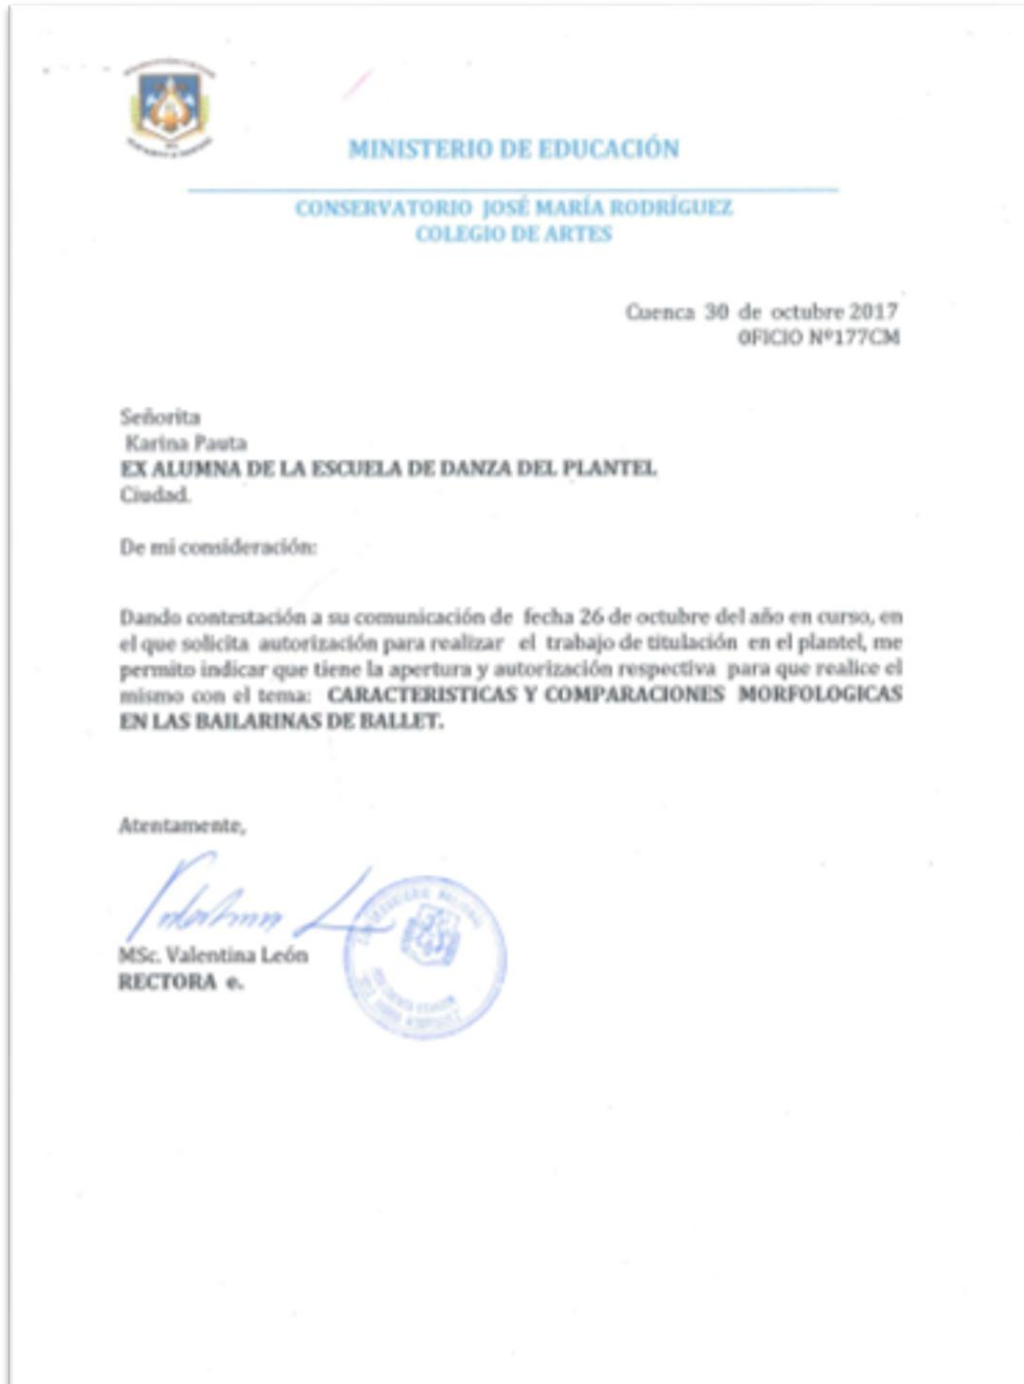 MINISTERIO DE EDUCACIÓN
CONSERVATORIO JOSÉ MARÍA RODRÍGUEZ
COLEGIO DE ARTES
Cuenca 30 de octubre 2017
OFICIO Nº177CM
Señorita
Karina Pauta
EX ALUMNA DE LA ESCUELA DE DANZA DEL PLANTEL
Ciudad.
De mi consideración:
Dando contestación a su comunicación de fecha 26 de octubre del año en curso, en
el que solicita autorización para realizar el trabajo de titulación en el plantel, me
permito indicar que tiene la apertura y autorización respectiva para que realice el
mismo con el tema: CARACTERISTICAS Y COMPARACIONES MORFOLOGICAS
EN LAS BAILARINAS DE BALLET.
Atentamente,
MSc. Valentina León
RECTORA e.